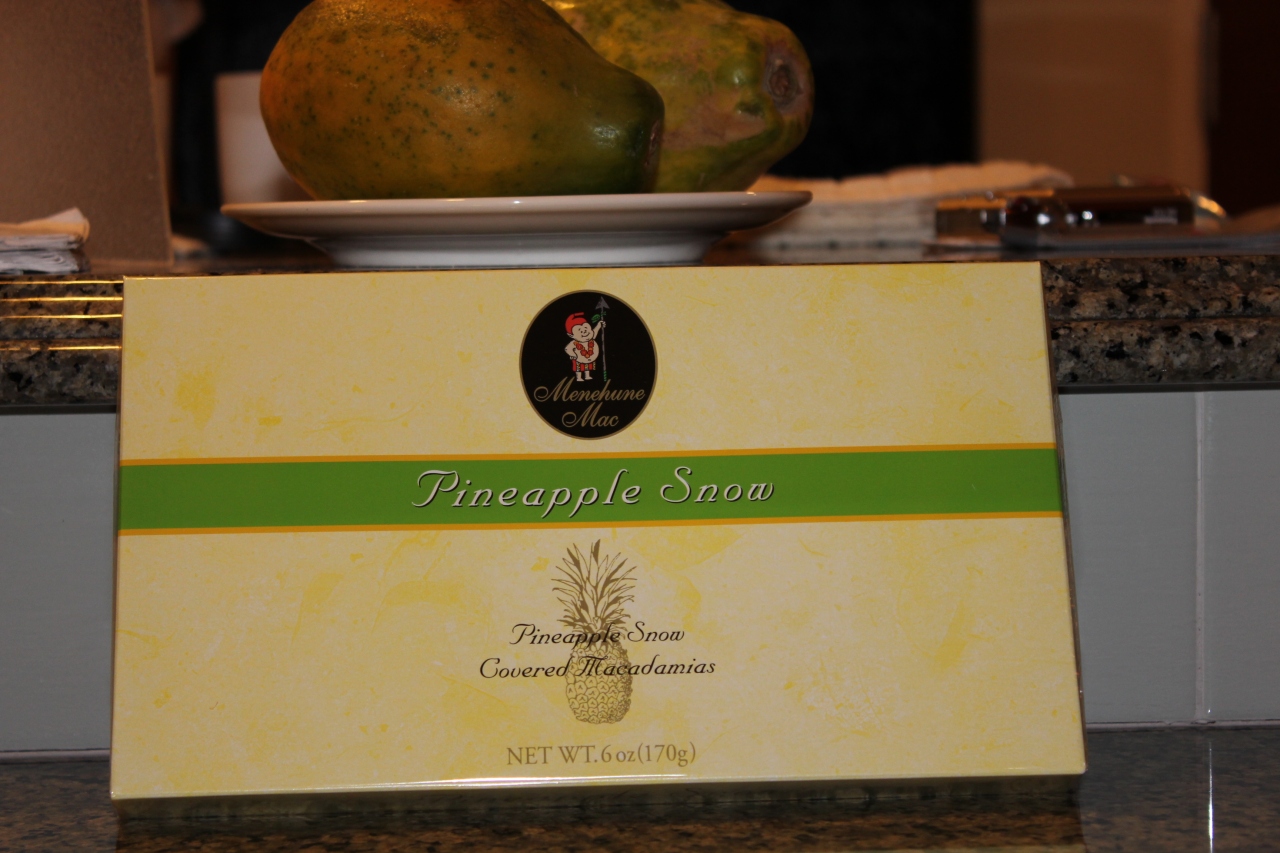 Menehune
Mac
Pineapple Snow
Pineapple Snow
Covered Macadamias
NET WT.6 oz(170g)